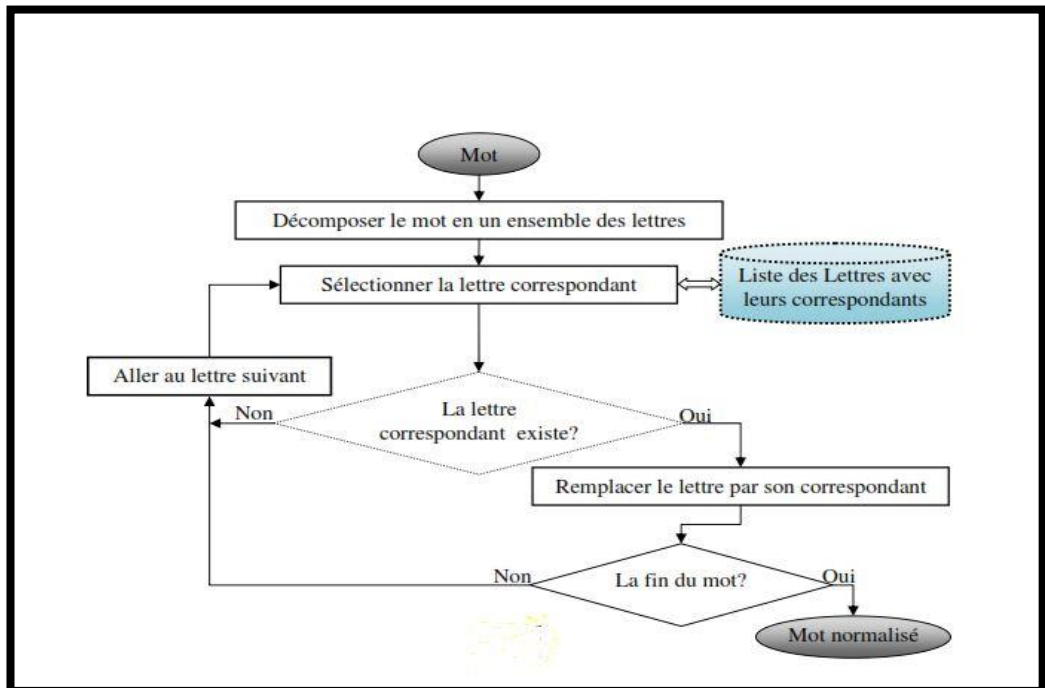 Mot
Décomposer le mot en un ensemble des lettres
Sélectionner la lettre correspondant
Liste des Lettres avec
leurs correspondants
Aller au lettre suivant
Non
La lettre
correspondant existe?
Oui
Remplacer le lettre par son correspondant
Non
La fin du mot?
Oui
Mot normalisé